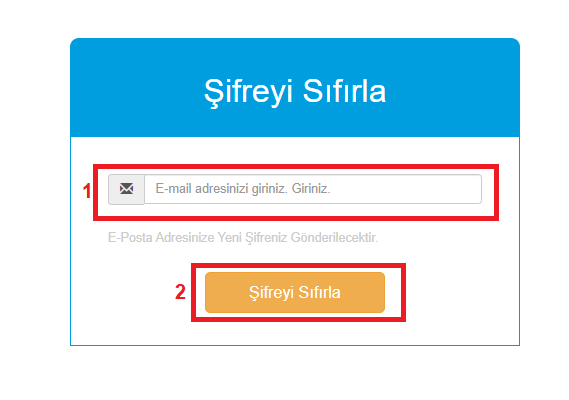 Şifreyi Sıfırla
1
E-mail adresinizi giriniz. Giriniz.
E-Posta Adresinize Yeni Şifreniz Gönderilecektir.
2
Şifreyi Sıfırla